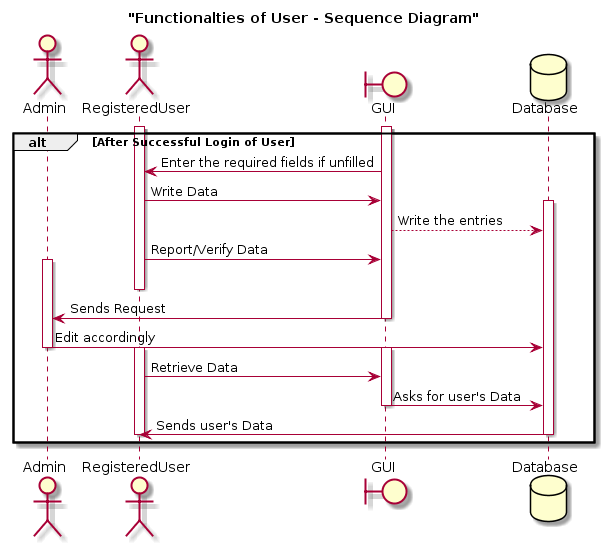 "Functionalties of User - Sequence Diagram"
Admin
RegisteredUser
GUI
Database
alt
[After Successful Login of User]
Enter the required fields if unfilled
Write Data
Write the entries
Report/Verify Data
Sends Request
Edit accordingly
Retrieve Data
Asks for user's Data
Sends user's Data
Admin
RegisteredUser
GUI
Database